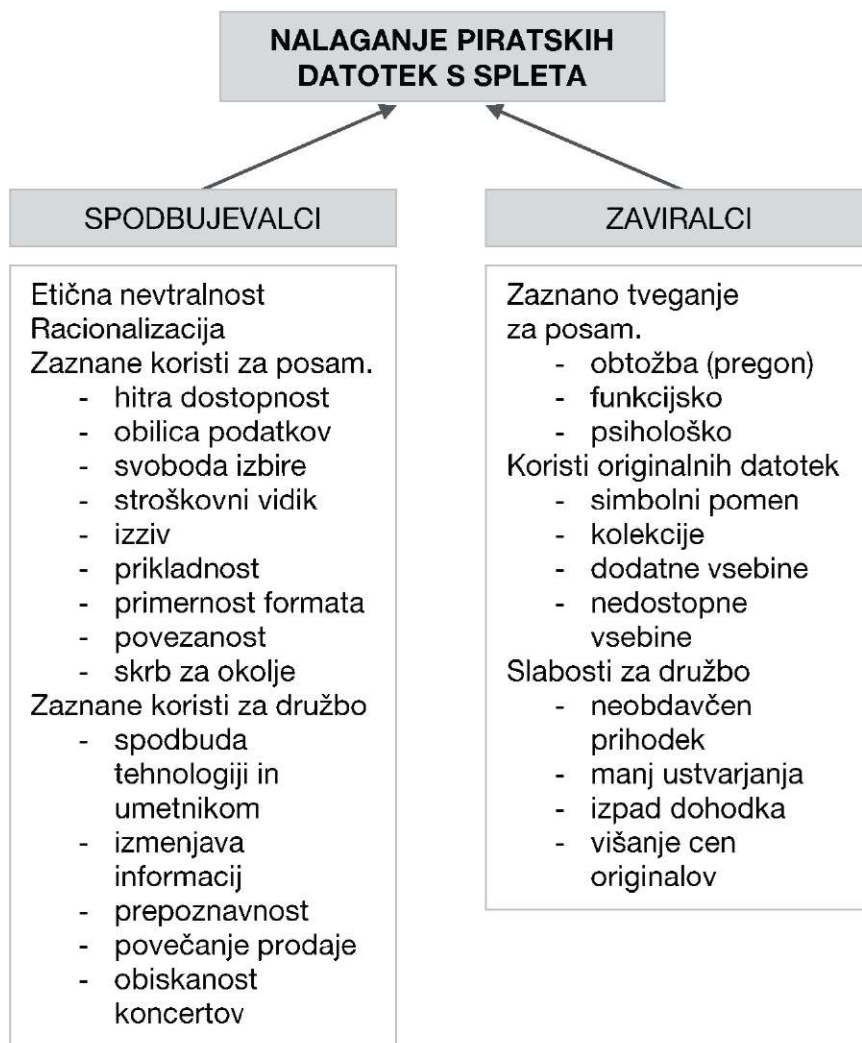 NALAGANJE PIRATSKIH
DATOTEK S SPLETA
SPODBUJEVALCI
Etična nevtralnost
Racionalizacija
Zaznane koristi za posam.
- hitra dostopnost
- obilica podatkov
- svoboda izbire
- stroškovni vidik
- izziv
- prikladnost
- primernost formata
- povezanost
- skrb za okolje
Zaznane koristi za družbo
- spodbuda
tehnologiji in
umetnikom
- izmenjava
informacij
- prepoznavnost
- povečanje prodaje
- obiskanost
koncertov
ZAVIRALCI
Zaznano tveganje
za posam.
- obtožba (pregon)
- funkcijsko
- psihološko
Koristi originalnih datotek
- simbolni pomen
- kolekcije
- dodatne vsebine
- nedostopne
vsebine
Slabosti za družbo
- neobdavčen
prihodek
- manj ustvarjanja
- izpad dohodka
- višanje cen
originalov